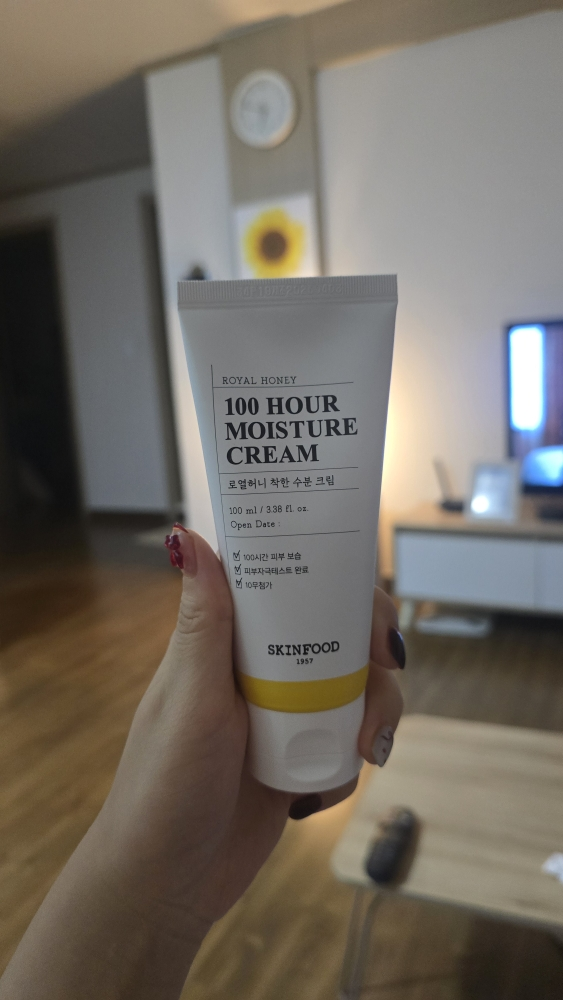 ROYAL HONEY
100 HOUR
MOISTURE
CREAM
로열허니 착한 수분 크림
100 ml / 3.38 fl. oz.
Open Date :
100시간 피부 보습
피부자극테스트 완료
10무첨가
SKINFOOD
1957